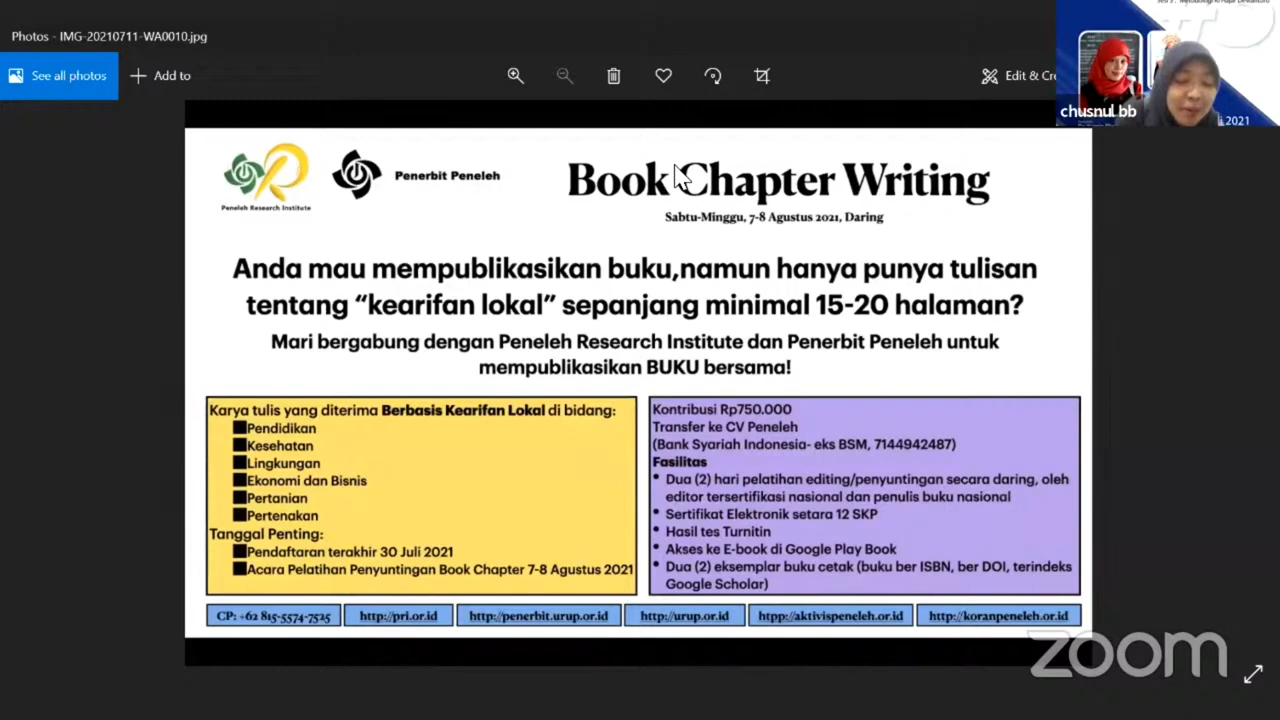 Sesi 3 : Metodologi Ki Hajar Dewantoro
Photos - IMG-20210711-WA0010.jpg
See all photos
Add to
Edit & Cre
chusnul bb
2021
Peneleh Research Institute
Penerbit Peneleh
Book Chapter Writing
Sabtu-Minggu, 7-8 Agustus 2021, Daring
Anda mau mempublikasikan buku,namun hanya punya tulisan
tentang “kearifan lokal” sepanjang minimal 15-20 halaman?
Mari bergabung dengan Peneleh Research Institute dan Penerbit Peneleh untuk
mempublikasikan BUKU bersama!
Karya tulis yang diterima Berbasis Kearifan Lokal di bidang:
Pendidikan
Kesehatan
Lingkungan
Ekonomi dan Bisnis
Pertanian
Pertenakan
Tanggal Penting:
Pendaftaran terakhir 30 Juli 2021
Acara Pelatihan Penyuntingan Book Chapter 7-8 Agustus 2021
Kontribusi Rp750.000
Transfer ke CV Peneleh
(Bank Syariah Indonesia- eks BSM, 7144942487)
Fasilitas
• Dua (2) hari pelatihan editing/penyuntingan secara daring, oleh
editor tersertifikasi nasional dan penulis buku nasional
• Sertifikat Elektronik setara 12 SKP
• Hasil tes Turnitin
• Akses ke E-book di Google Play Book
• Dua (2) eksemplar buku cetak (buku ber ISBN, ber DOI, terindeks
Google Scholar)
CP: +62 815-5574-7525
http://pri.or.id
http://penerbit.urup.or.id
http://urup.or.id
htpp://aktivispeneleh.or.id
http://koranpeneleh.or.id
zoom